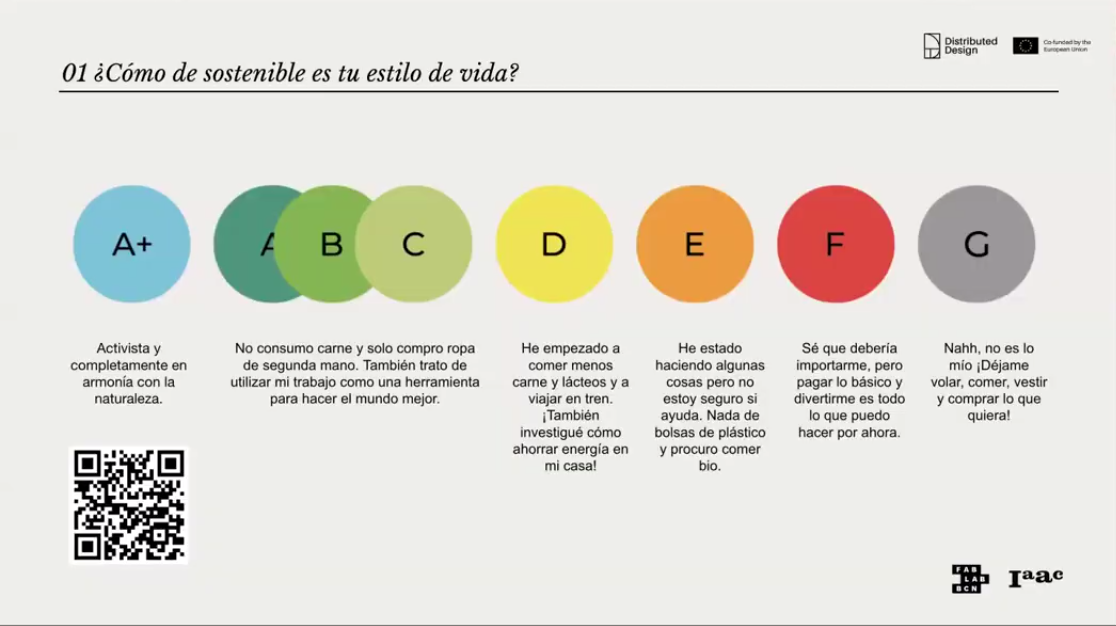 Distributed
Design
Co-funded by the
European Union
01 ¿Cómo de sostenible es tu estilo de vida?
A+
A
B
C
D
E
F
G
Activista y
completamente en
armonía con la
naturaleza.
No consumo carne y solo compro ropa
de segunda mano. También trato de
utilizar mi trabajo como una herramienta
para hacer el mundo mejor.
He empezado a
comer menos
carne y lácteos y a
viajar en tren.
¡También
investigué cómo
ahorrar energía en
mi casa!
He estado
haciendo algunas
cosas pero no
estoy seguro si
ayuda. Nada de
bolsas de plástico
y procuro comer
bio.
Sé que debería
importarme, pero
pagar lo básico y
divertirme es todo
lo que puedo
hacer por ahora.
Nahh, no es lo
mío ¡Déjame
volar, comer, vestir
y comprar lo que
quiera!
FAB
LAB
BCN
Iaac